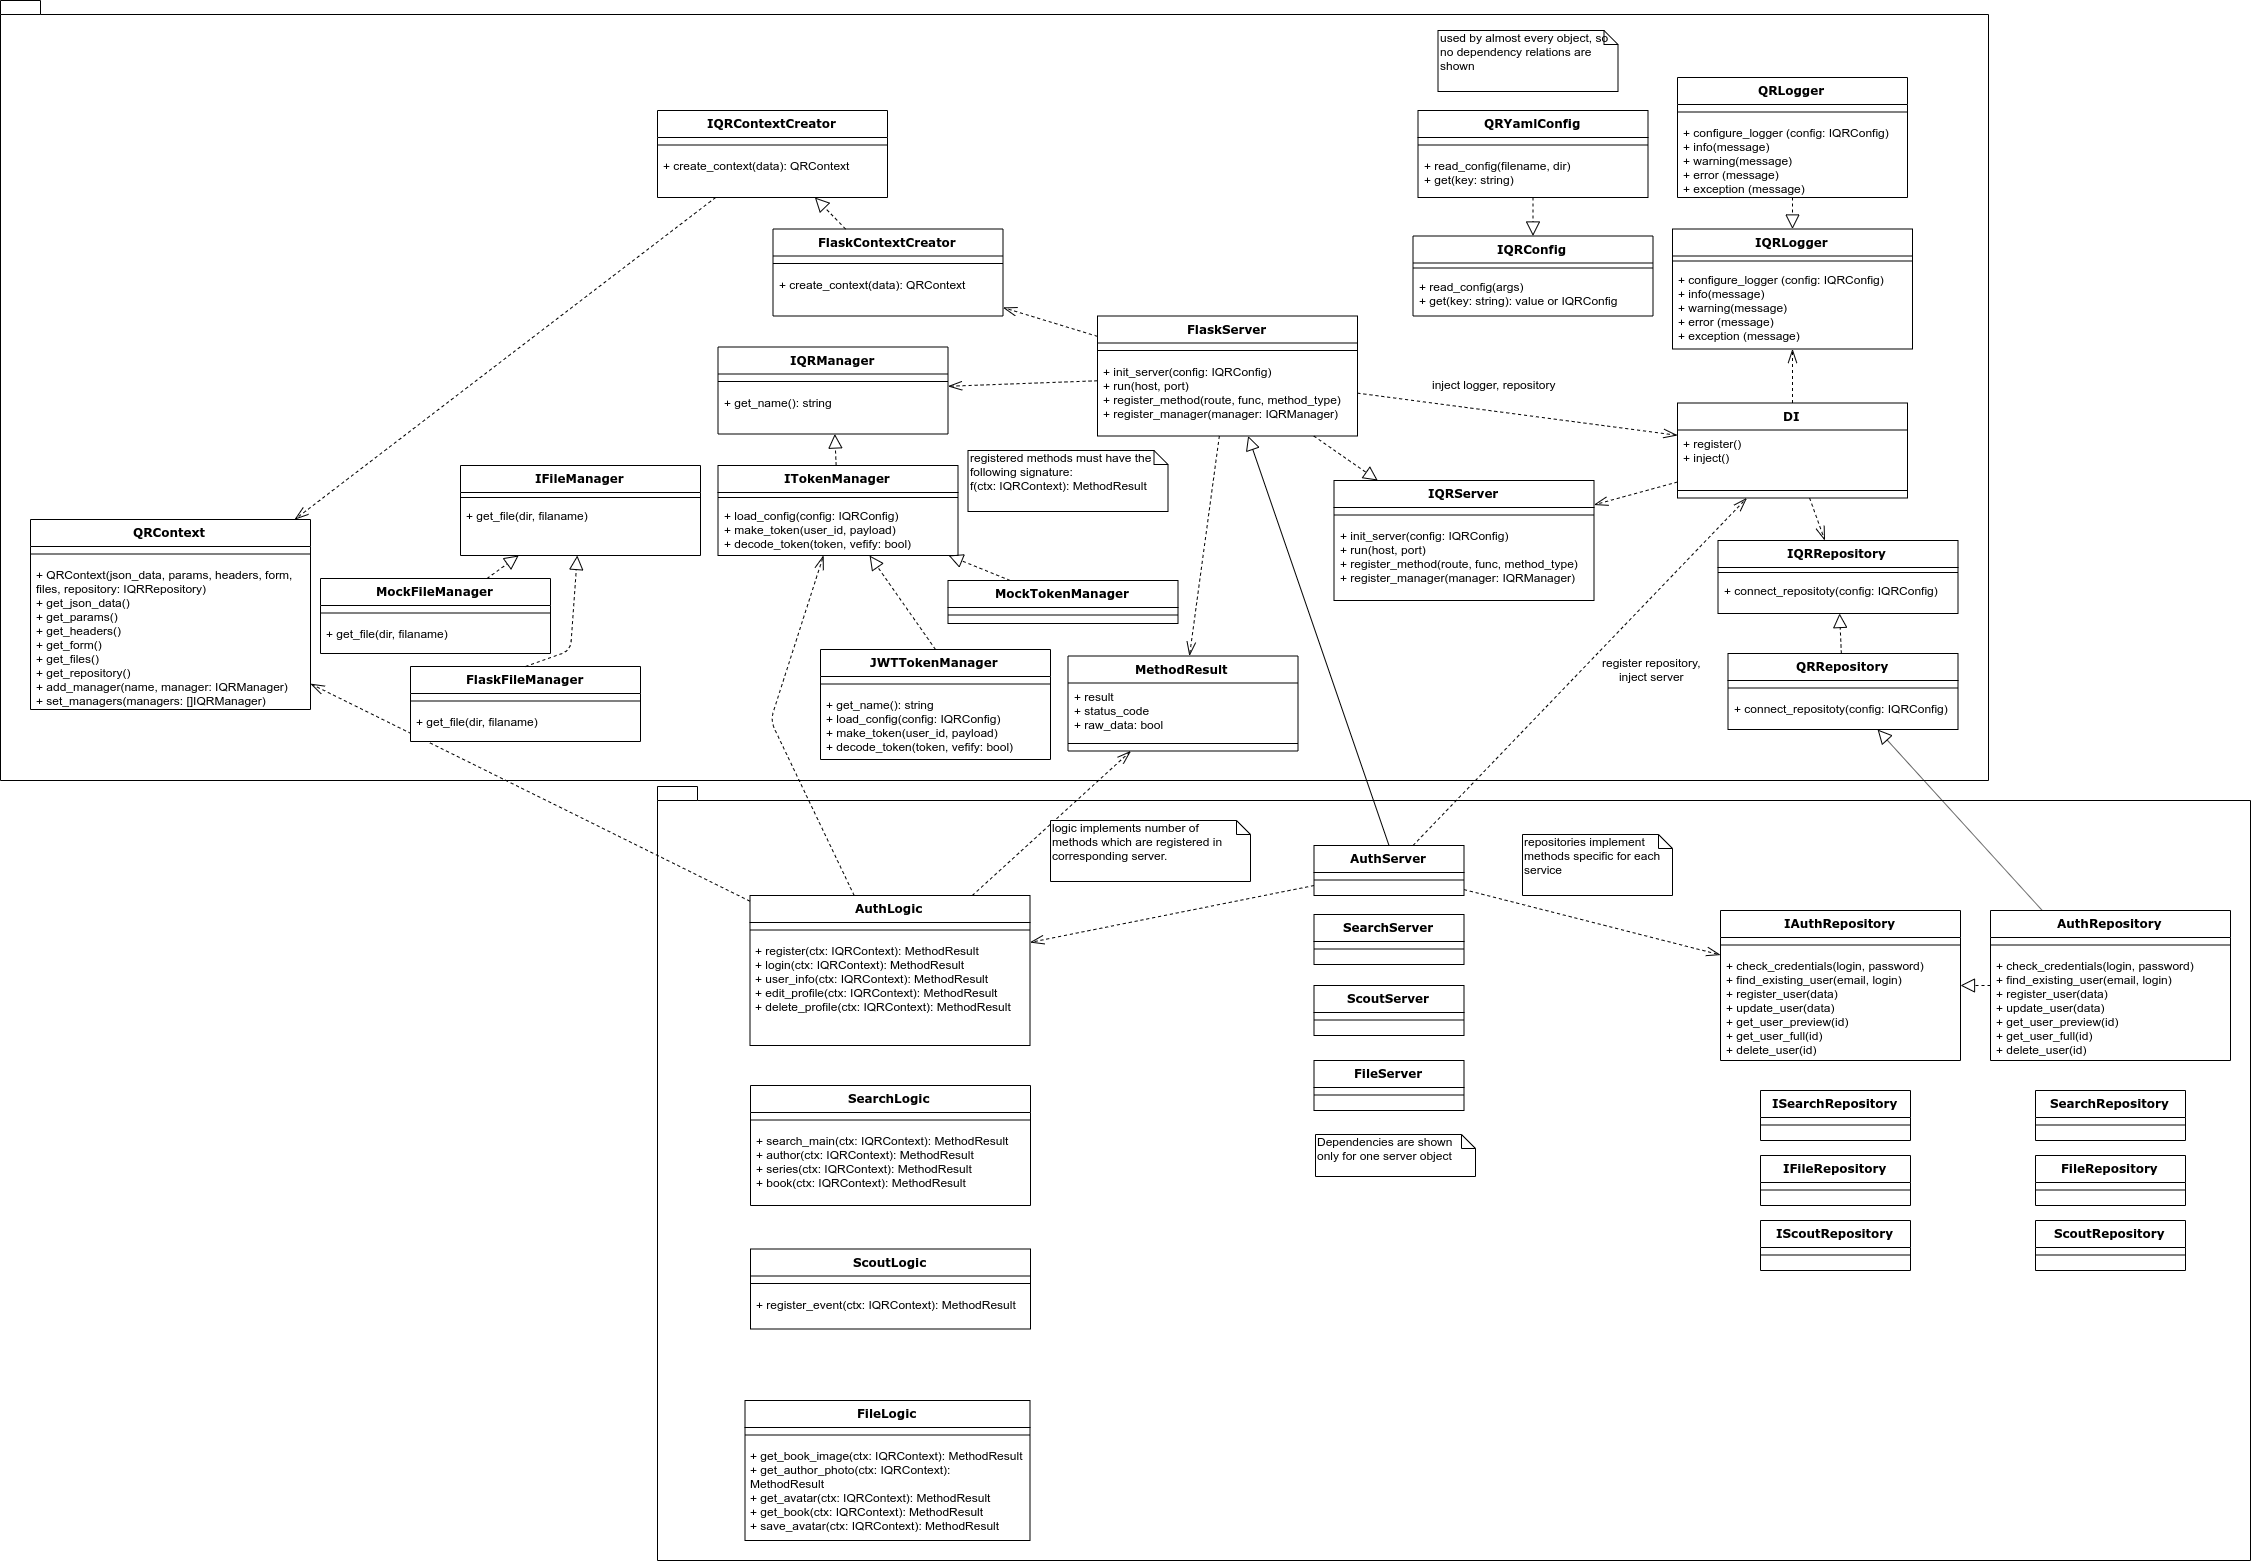 used by almost every object, so
no dependency relations are
shown
QRLogger
+ configure_logger (config: IQRConfig)
+ info(message)
+ warning(message)
+ error (message)
+ exception (message)
IQRContextCreator
+ create_context(data): QRContext
QRYamlConfig
+ read_config(filename, dir)
+ get(key: string)
FlaskContextCreator
+ create_context(data): QRContext
IQRConfig
+ read_config(args)
+ get(key: string): value or IQRConfig
IQRLogger
+ configure_logger (config: IQRConfig)
+ info(message)
+ warning(message)
+ error (message)
+ exception (message)
FlaskServer
+ init_server(config: IQRConfig)
+ run(host, port)
+ register_method(route, func, method_type)
+ register_manager(manager: IQRManager)
IQRManager
+ get_name(): string
inject logger, repository
DI
+ register()
+ inject()
registered methods must have the
following signature:
f(ctx: IQRContext): MethodResult
IFileManager
+ get_file(dir, filaname)
ITokenManager
+ load_config(config: IQRConfig)
+ make_token(user_id, payload)
+ decode_token(token, vefify: bool)
IQRServer
+ init_server(config: IQRConfig)
+ run(host, port)
+ register_method(route, func, method_type)
+ register_manager(manager: IQRManager)
QRContext
+ QRContext(json_data, params, headers, form,
files, repository: IQRRepository)
+ get_json_data()
+ get_params()
+ get_headers()
+ get_form()
+ get_files()
+ get_repository()
+ add_manager(name, manager: IQRManager)
+ set_managers(managers: []IQRManager)
IQRRepository
+ connect_repositoty(config: IQRConfig)
MockFileManager
+ get_file(dir, filaname)
MockTokenManager
FlaskFileManager
+ get_file(dir, filaname)
JWTTokenManager
+ get_name(): string
+ load_config(config: IQRConfig)
+ make_token(user_id, payload)
+ decode_token(token, vefify: bool)
MethodResult
+ result
+ status_code
+ raw_data: bool
register repository,
inject server
QRRepository
+ connect_repositoty(config: IQRConfig)
logic implements number of
methods which are registered in
corresponding server.
AuthServer
repositories implement
methods specific for each
service
AuthLogic
+ register(ctx: IQRContext): MethodResult
+ login(ctx: IQRContext): MethodResult
+ user_info(ctx: IQRContext): MethodResult
+ edit_profile(ctx: IQRContext): MethodResult
+ delete_profile(ctx: IQRContext): MethodResult
SearchServer
ScoutServer
FileServer
Dependencies are shown
only for one server object
IAuthRepository
+ check_credentials(login, password)
+ find_existing_user(email, login)
+ register_user(data)
+ update_user(data)
+ get_user_preview(id)
+ get_user_full(id)
+ delete_user(id)
AuthRepository
+ check_credentials(login, password)
+ find_existing_user(email, login)
+ register_user(data)
+ update_user(data)
+ get_user_preview(id)
+ get_user_full(id)
+ delete_user(id)
SearchLogic
+ search_main(ctx: IQRContext): MethodResult
+ author(ctx: IQRContext): MethodResult
+ series(ctx: IQRContext): MethodResult
+ book(ctx: IQRContext): MethodResult
ISearchRepository
SearchRepository
IFileRepository
FileRepository
IScoutRepository
ScoutRepository
ScoutLogic
+ register_event(ctx: IQRContext): MethodResult
FileLogic
+ get_book_image(ctx: IQRContext): MethodResult
+ get_author_photo(ctx: IQRContext):
MethodResult
+ get_avatar(ctx: IQRContext): MethodResult
+ get_book(ctx: IQRContext): MethodResult
+ save_avatar(ctx: IQRContext): MethodResult